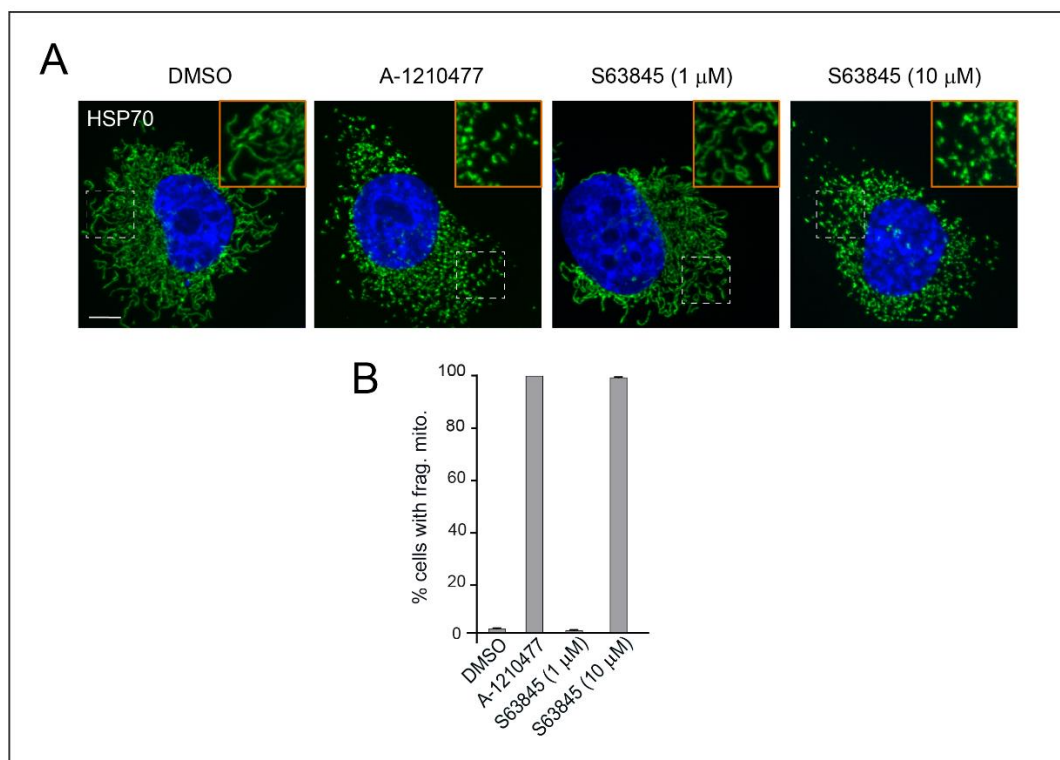 A
DMSO
A-1210477
S63845 (1 μM)
S63845 (10 μM)
HSP70
B
% cells with frag. mito.
100
80
60
40
20
0
DMSO
A-1210477
S63845 (1 μM)
S63845 (10 μM)